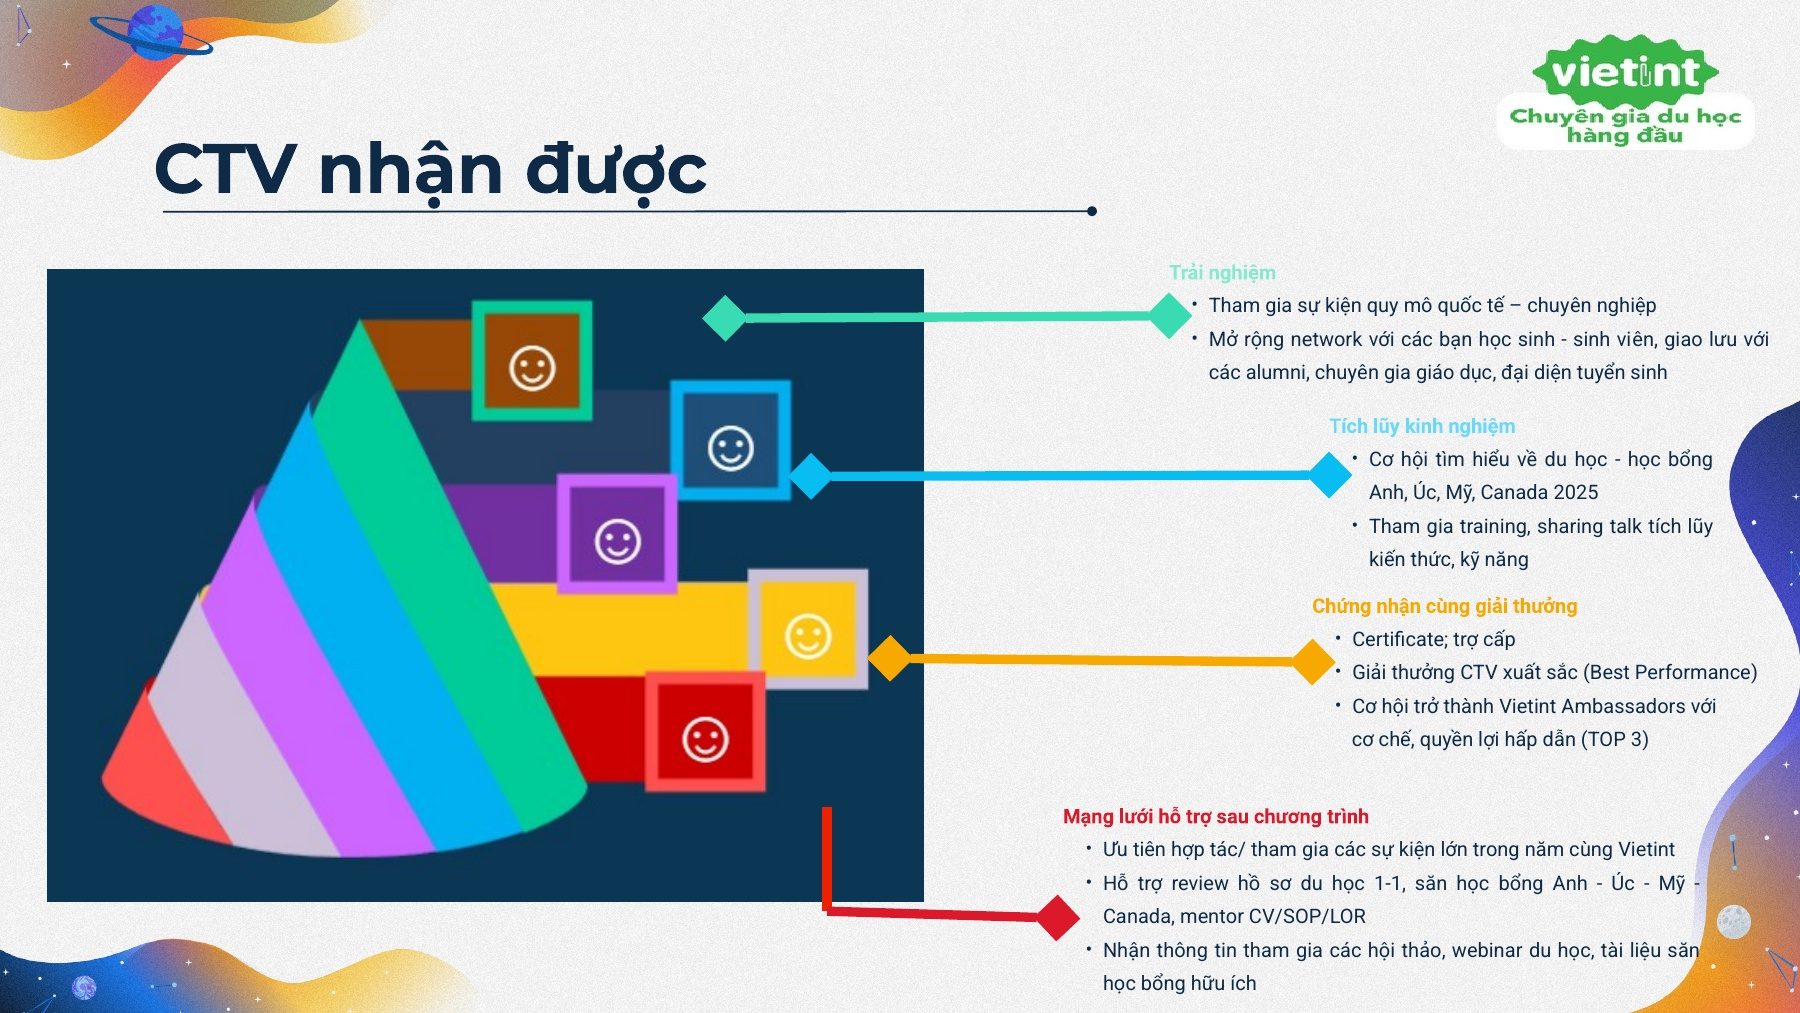 vietint
Chuyên gia du học
hàng đầu
CTV nhận được
Trải nghiệm
• Tham gia sự kiện quy mô quốc tế – chuyên nghiệp
• Mở rộng network với các bạn học sinh - sinh viên, giao lưu với
các alumni, chuyên gia giáo dục, đại diện tuyển sinh
Tích lũy kinh nghiệm
• Cơ hội tìm hiểu về du học - học bổng
Anh, Úc, Mỹ, Canada 2025
• Tham gia training, sharing talk tích lũy
kiến thức, kỹ năng
Chứng nhận cùng giải thưởng
• Certificate; trợ cấp
• Giải thưởng CTV xuất sắc (Best Performance)
• Cơ hội trở thành Vietint Ambassadors với
cơ chế, quyền lợi hấp dẫn (TOP 3)
Mạng lưới hỗ trợ sau chương trình
• Ưu tiên hợp tác/ tham gia các sự kiện lớn trong năm cùng Vietint
• Hỗ trợ review hồ sơ du học 1-1, săn học bổng Anh - Úc - Mỹ -
Canada, mentor CV/SOP/LOR
• Nhận thông tin tham gia các hội thảo, webinar du học, tài liệu săn
học bổng hữu ích